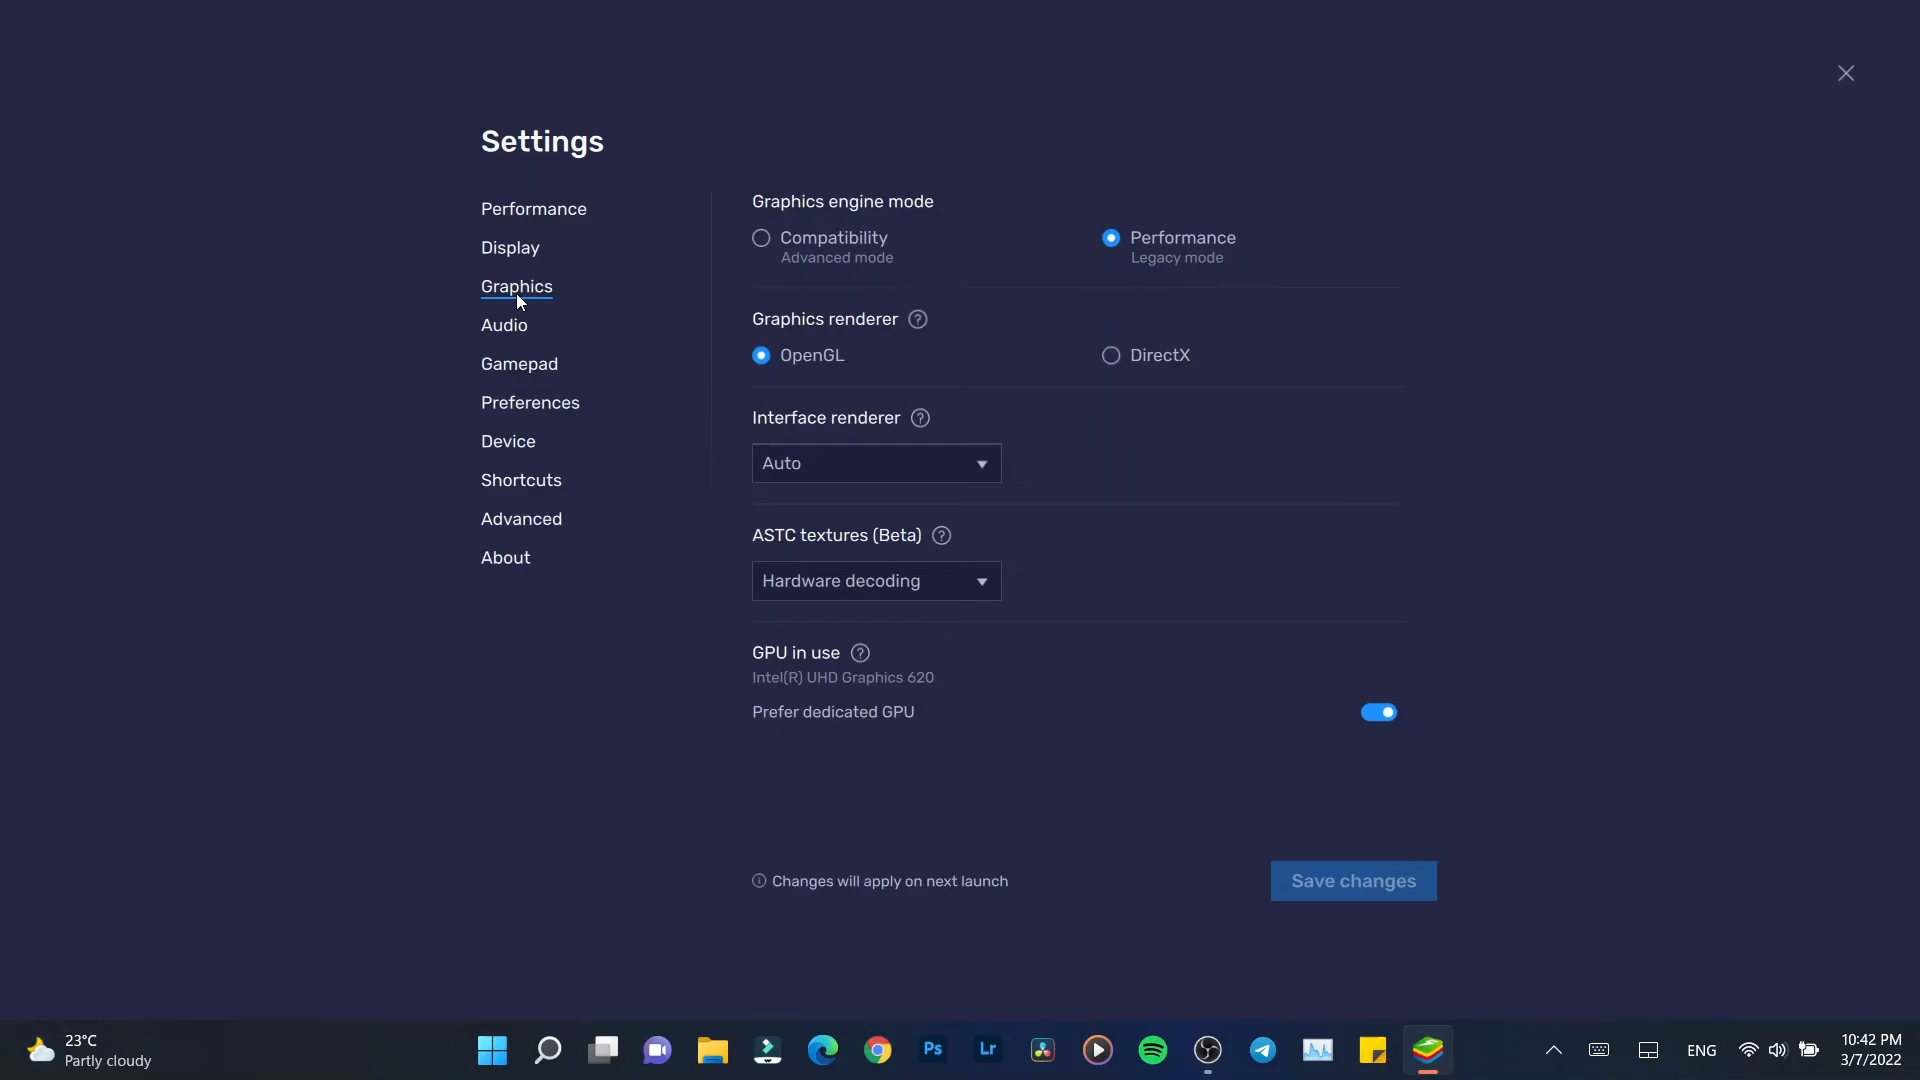 Settings
Performance
Display
Graphics
Audio
Gamepad
Preferences
Device
Shortcuts
Advanced
About
Graphics engine mode
Compatibility
Advanced mode
Performance
Legacy mode
Graphics renderer ?
OpenGL
DirectX
Interface renderer ?
Auto
ASTC textures (Beta) ?
Hardware decoding
GPU in use ?
Intel(R) UHD Graphics 620
Prefer dedicated GPU
Changes will apply on next launch
Save changes
23°C
Partly cloudy
Ps
Lr
ENG
10:42 PM
3/7/2022